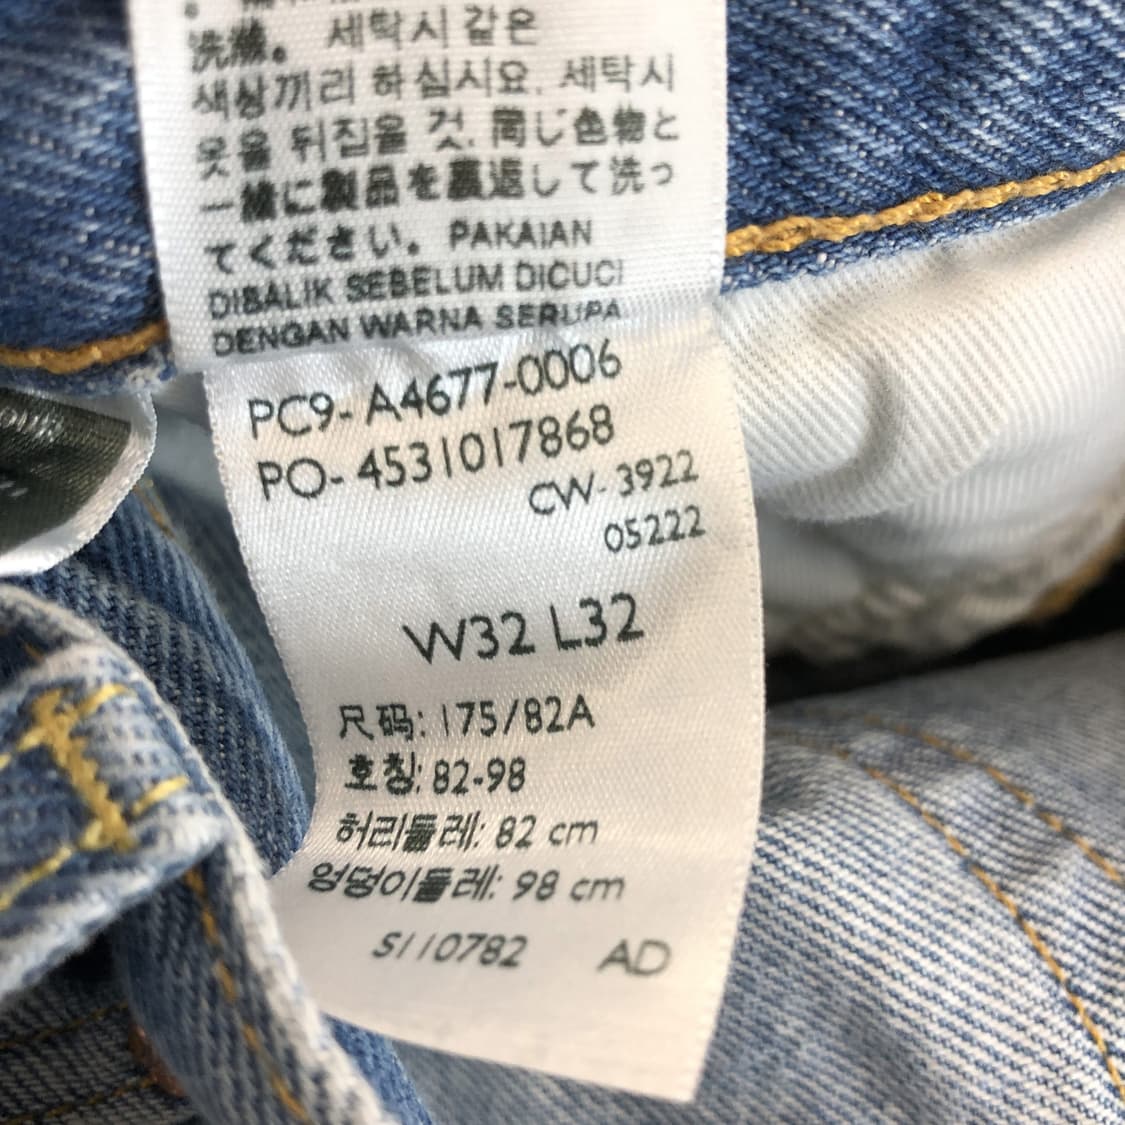 洗涤。 세탁시 같은
색상끼리 하십시요. 세탁시
옷을 뒤집을 것. 同じ色物と
一緒に製品を裏返して洗っ
てください。 PAKAIAN
DIBALIK SEBELUM DICUCI
DENGAN WARNA SERUPA
PC9- A4677-0006
PO- 4531017868
CW- 3922
05222
W32 L32
尺码: 175/82A
호칭: 82-98
허리둘레: 82 cm
엉덩이둘레: 98 cm
S110782 AD